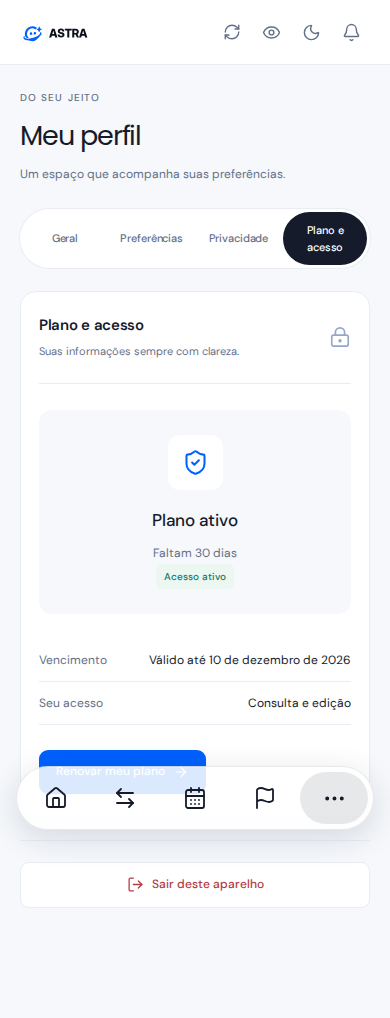 ASTRA
DO SEU JEITO
Meu perfil
Um espaço que acompanha suas preferências.
Geral
Preferências
Privacidade
Plano e
acesso
Plano e acesso
Suas informações sempre com clareza.
Plano ativo
Faltam 30 dias
Acesso ativo
Vencimento
Válido até 10 de dezembro de 2026
Seu acesso
Consulta e edição
Renovar meu plano
Sair deste aparelho